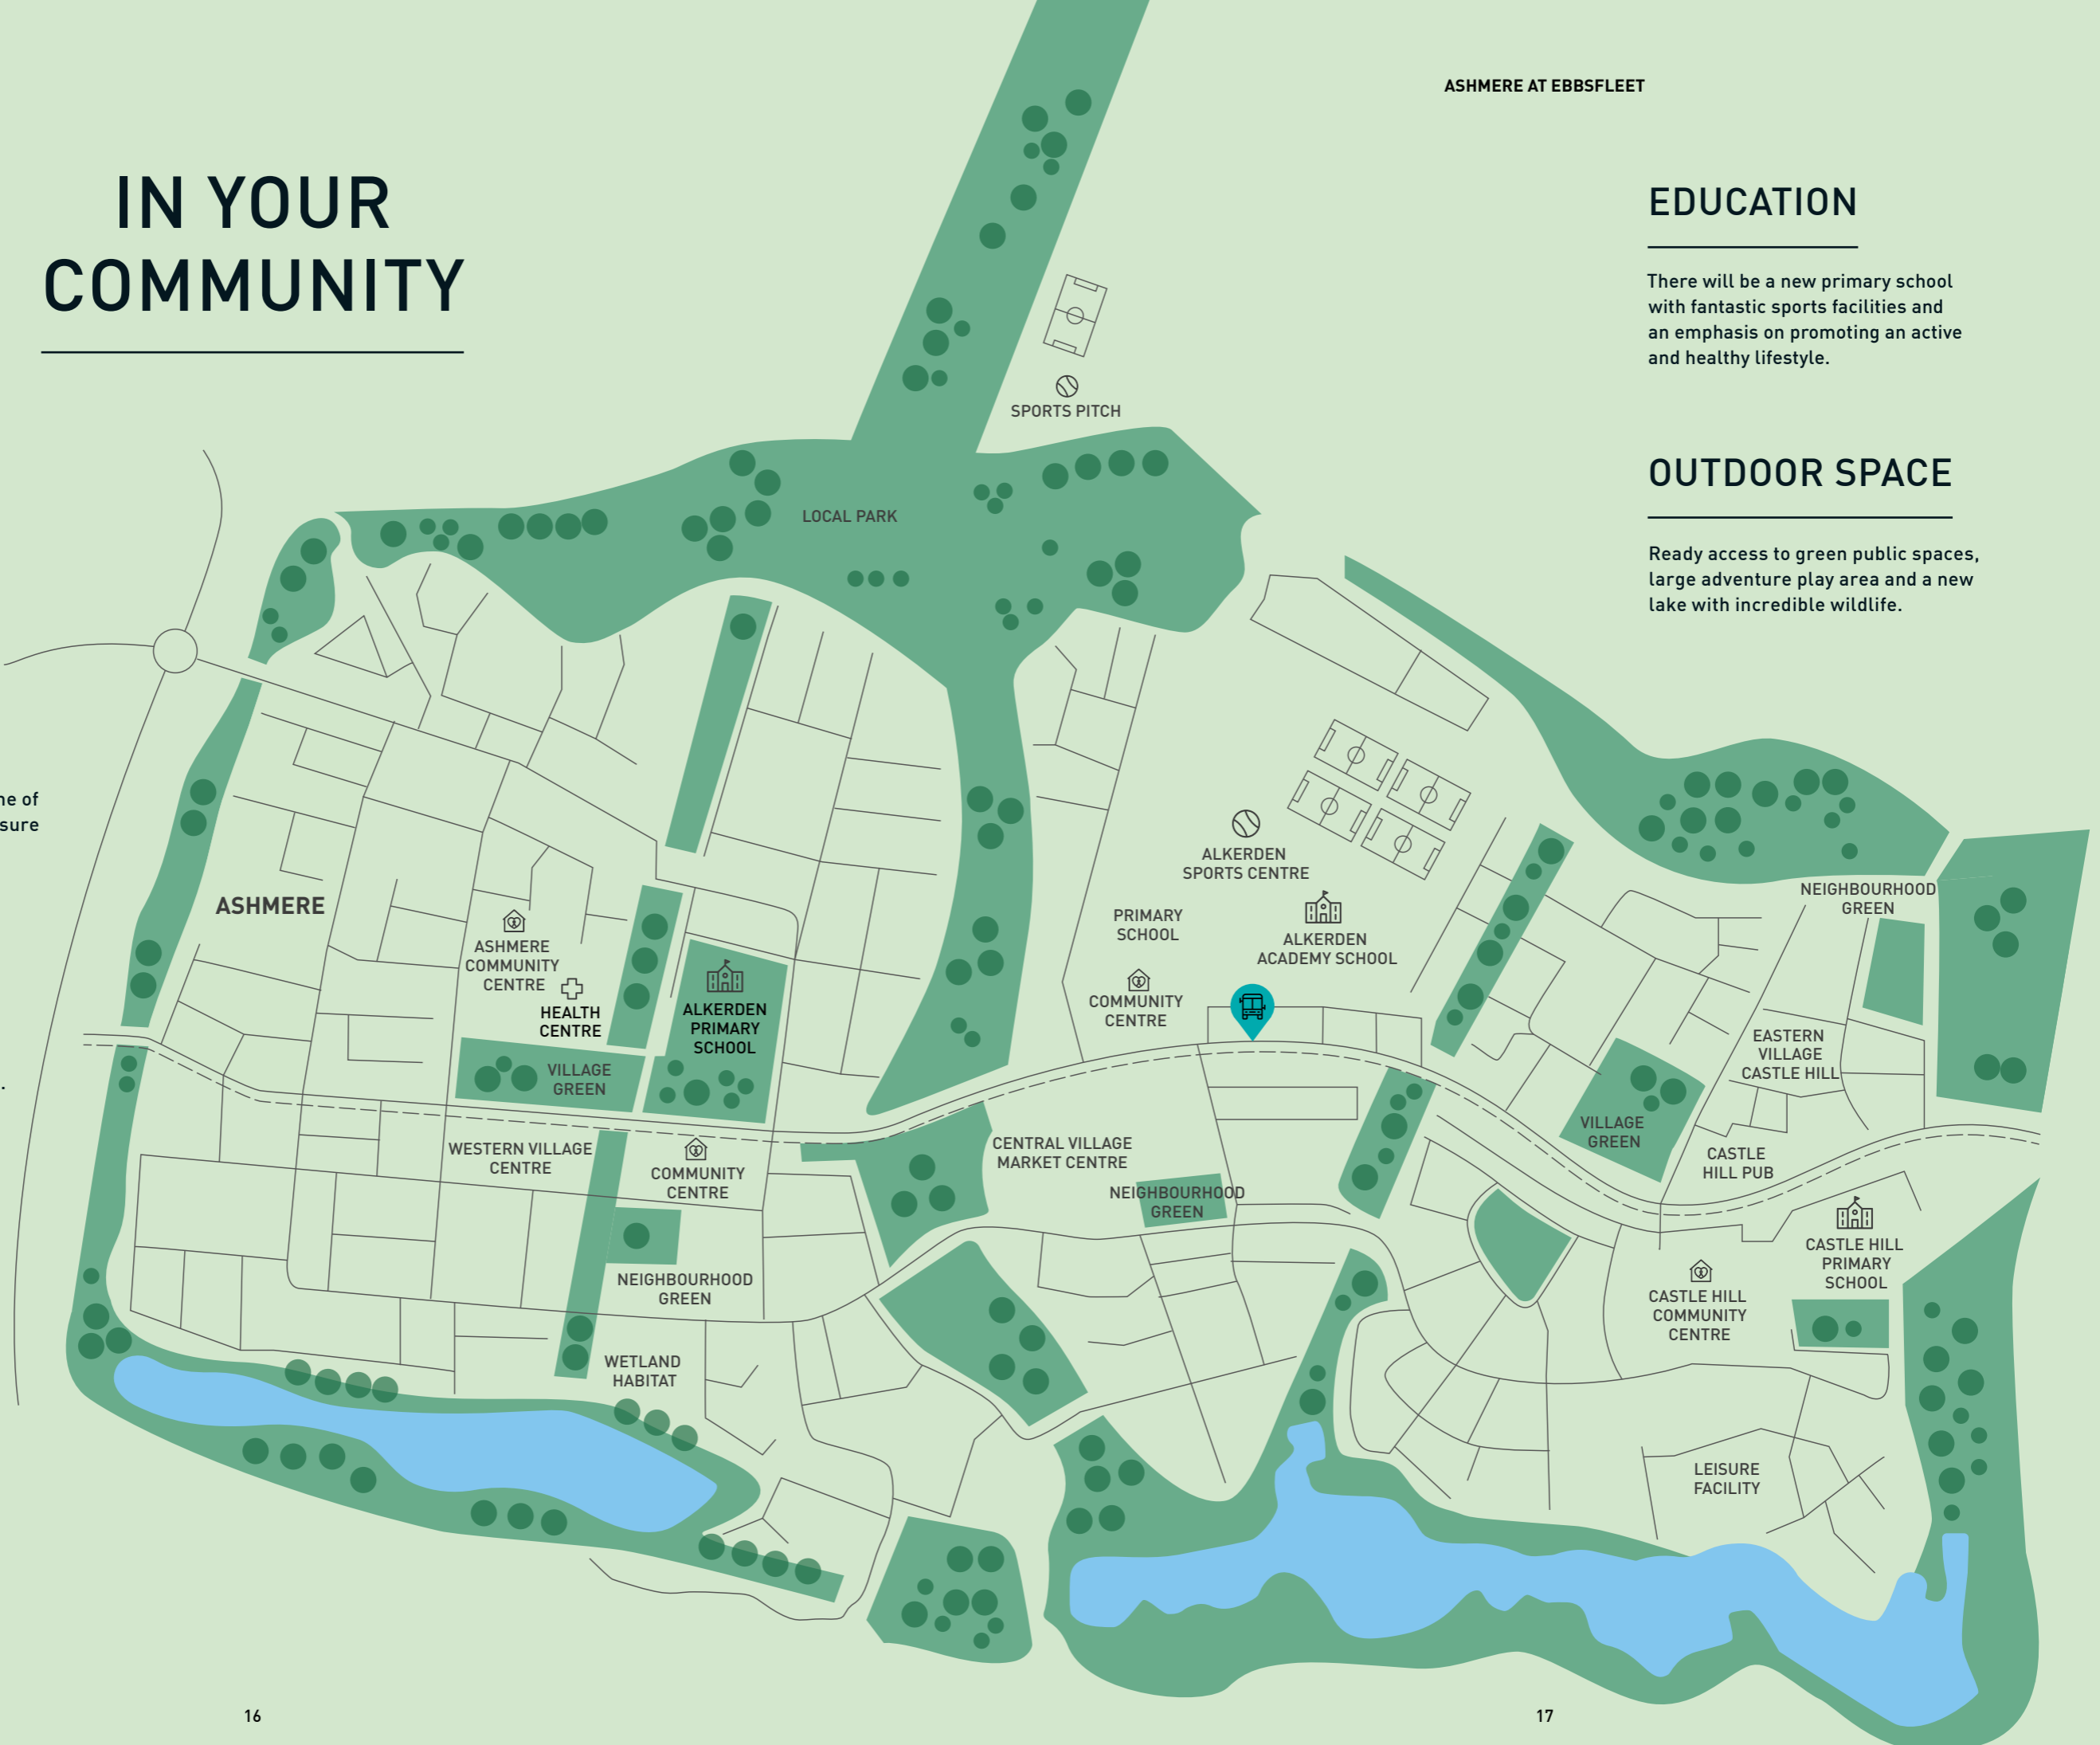 ASHMERE AT EBBSFLEET
IN YOUR
COMMUNITY
EDUCATION
There will be a new primary school
with fantastic sports facilities and
an emphasis on promoting an active
and healthy lifestyle.
OUTDOOR SPACE
Ready access to green public spaces,
large adventure play area and a new
lake with incredible wildlife.
SPORTS PITCH
LOCAL PARK
ne of
sure
.
ASHMERE
ASHMERE
COMMUNITY
CENTRE
HEALTH
CENTRE
ALKERDEN
PRIMARY
SCHOOL
VILLAGE
GREEN
WESTERN VILLAGE
CENTRE
COMMUNITY
CENTRE
NEIGHBOURHOOD
GREEN
WETLAND
HABITAT
ALKERDEN
SPORTS CENTRE
PRIMARY
SCHOOL
ALKERDEN
ACADEMY SCHOOL
COMMUNITY
CENTRE
CENTRAL VILLAGE
MARKET CENTRE
NEIGHBOURHOOD
GREEN
NEIGHBOURHOOD
GREEN
EASTERN
VILLAGE
CASTLE HILL
VILLAGE
GREEN
CASTLE
HILL PUB
CASTLE HILL
PRIMARY
SCHOOL
CASTLE HILL
COMMUNITY
CENTRE
LEISURE
FACILITY
16
17